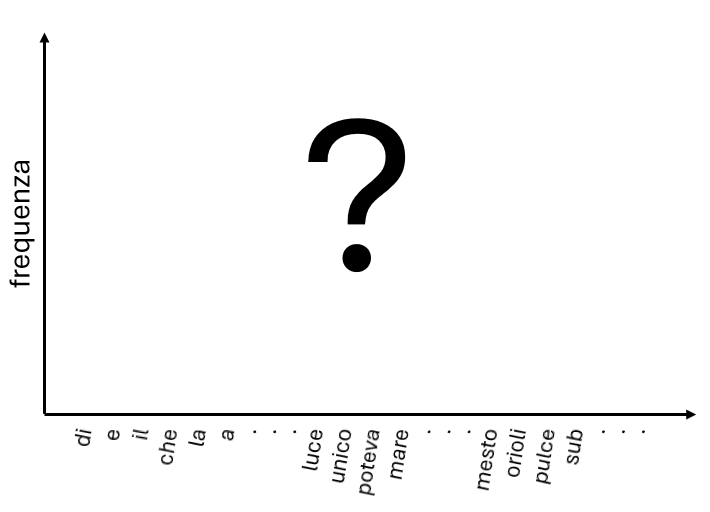 ?
frequenza
di
e
il
che
la
a
. . .
luce
unico
poteva
mare
. . .
mesto
orioli
pulce
sub
. . .